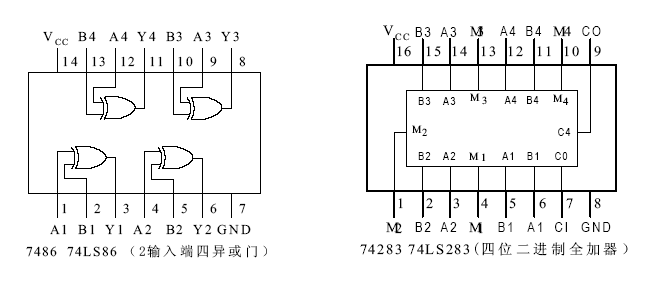 VCC B4 A4 Y4 B3 A3 Y3
14 13 12 11 10 9 8
1 2 3 4 5 6 7
A1 B1 Y1 A2 B2 Y2 GND
7486 74LS86 （2输入端四异或门）
VCC B3 A3 M3 A4 B4 M4 CO
16 15 14 13 12 11 10 9
B3 A3 M3 A4 B4 M4
M2 C4
B2 A2 M1 A1 B1 C0
1 2 3 4 5 6 7 8
M2 B2 A2 M1 B1 A1 CI GND
74283 74LS283(四位二进制全加器）